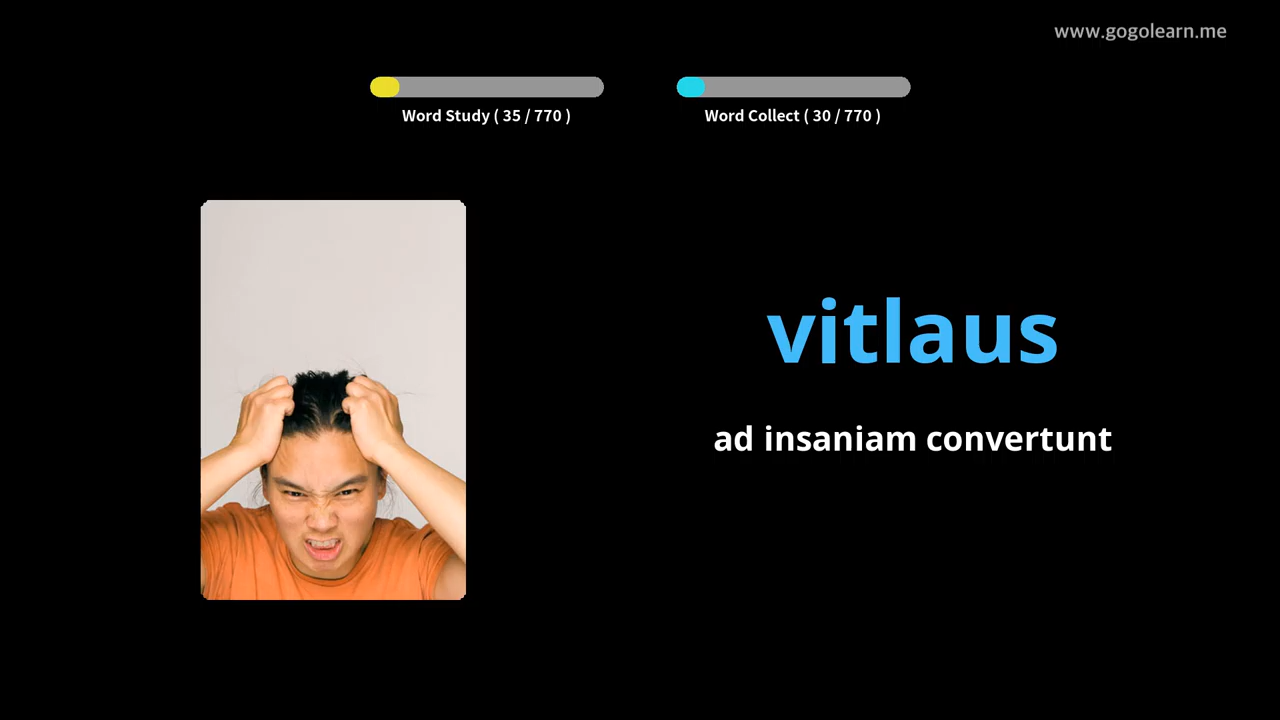 www.gogolearn.me
Word Study ( 35 / 770 )
Word Collect ( 30 / 770 )
vitlaus
ad insaniam convertunt